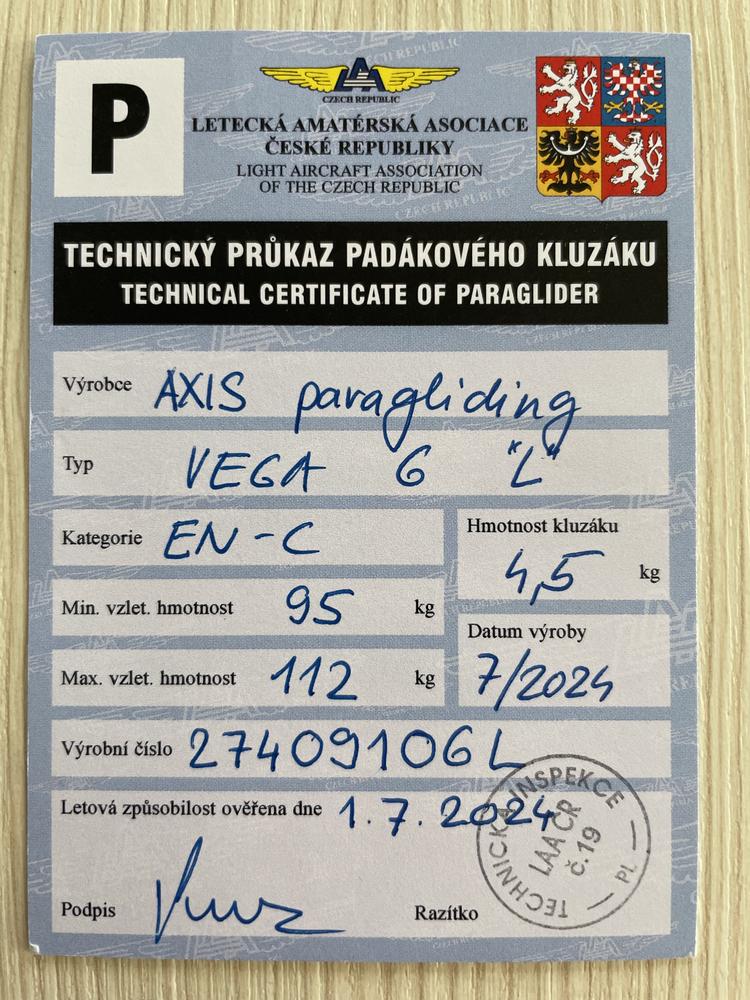 P
CZECH REPUBLIC
LETECKÁ AMATÉRSKÁ ASOCIACE
ČESKÉ REPUBLIKY
LIGHT AIRCRAFT ASSOCIATION
OF THE CZECH REPUBLIC
TECHNICKÝ PRŮKAZ PADÁKOVÉHO KLUZÁKU
TECHNICAL CERTIFICATE OF PARAGLIDER
Výrobce AXIS paragliding
Typ VEGA 6 "L"
Kategorie EN-C
Hmotnost kluzáku
4,5 kg
Min. vzlet. hmotnost 95 kg
Datum výroby
7/2024
Max. vzlet. hmotnost 112 kg
Výrobní číslo 27409106L
Letová způsobilost ověřena dne 1.7.2024
TECHNICKÁ INSPEKCE
LAA ČR
č.19
PL
Podpis
Razítko